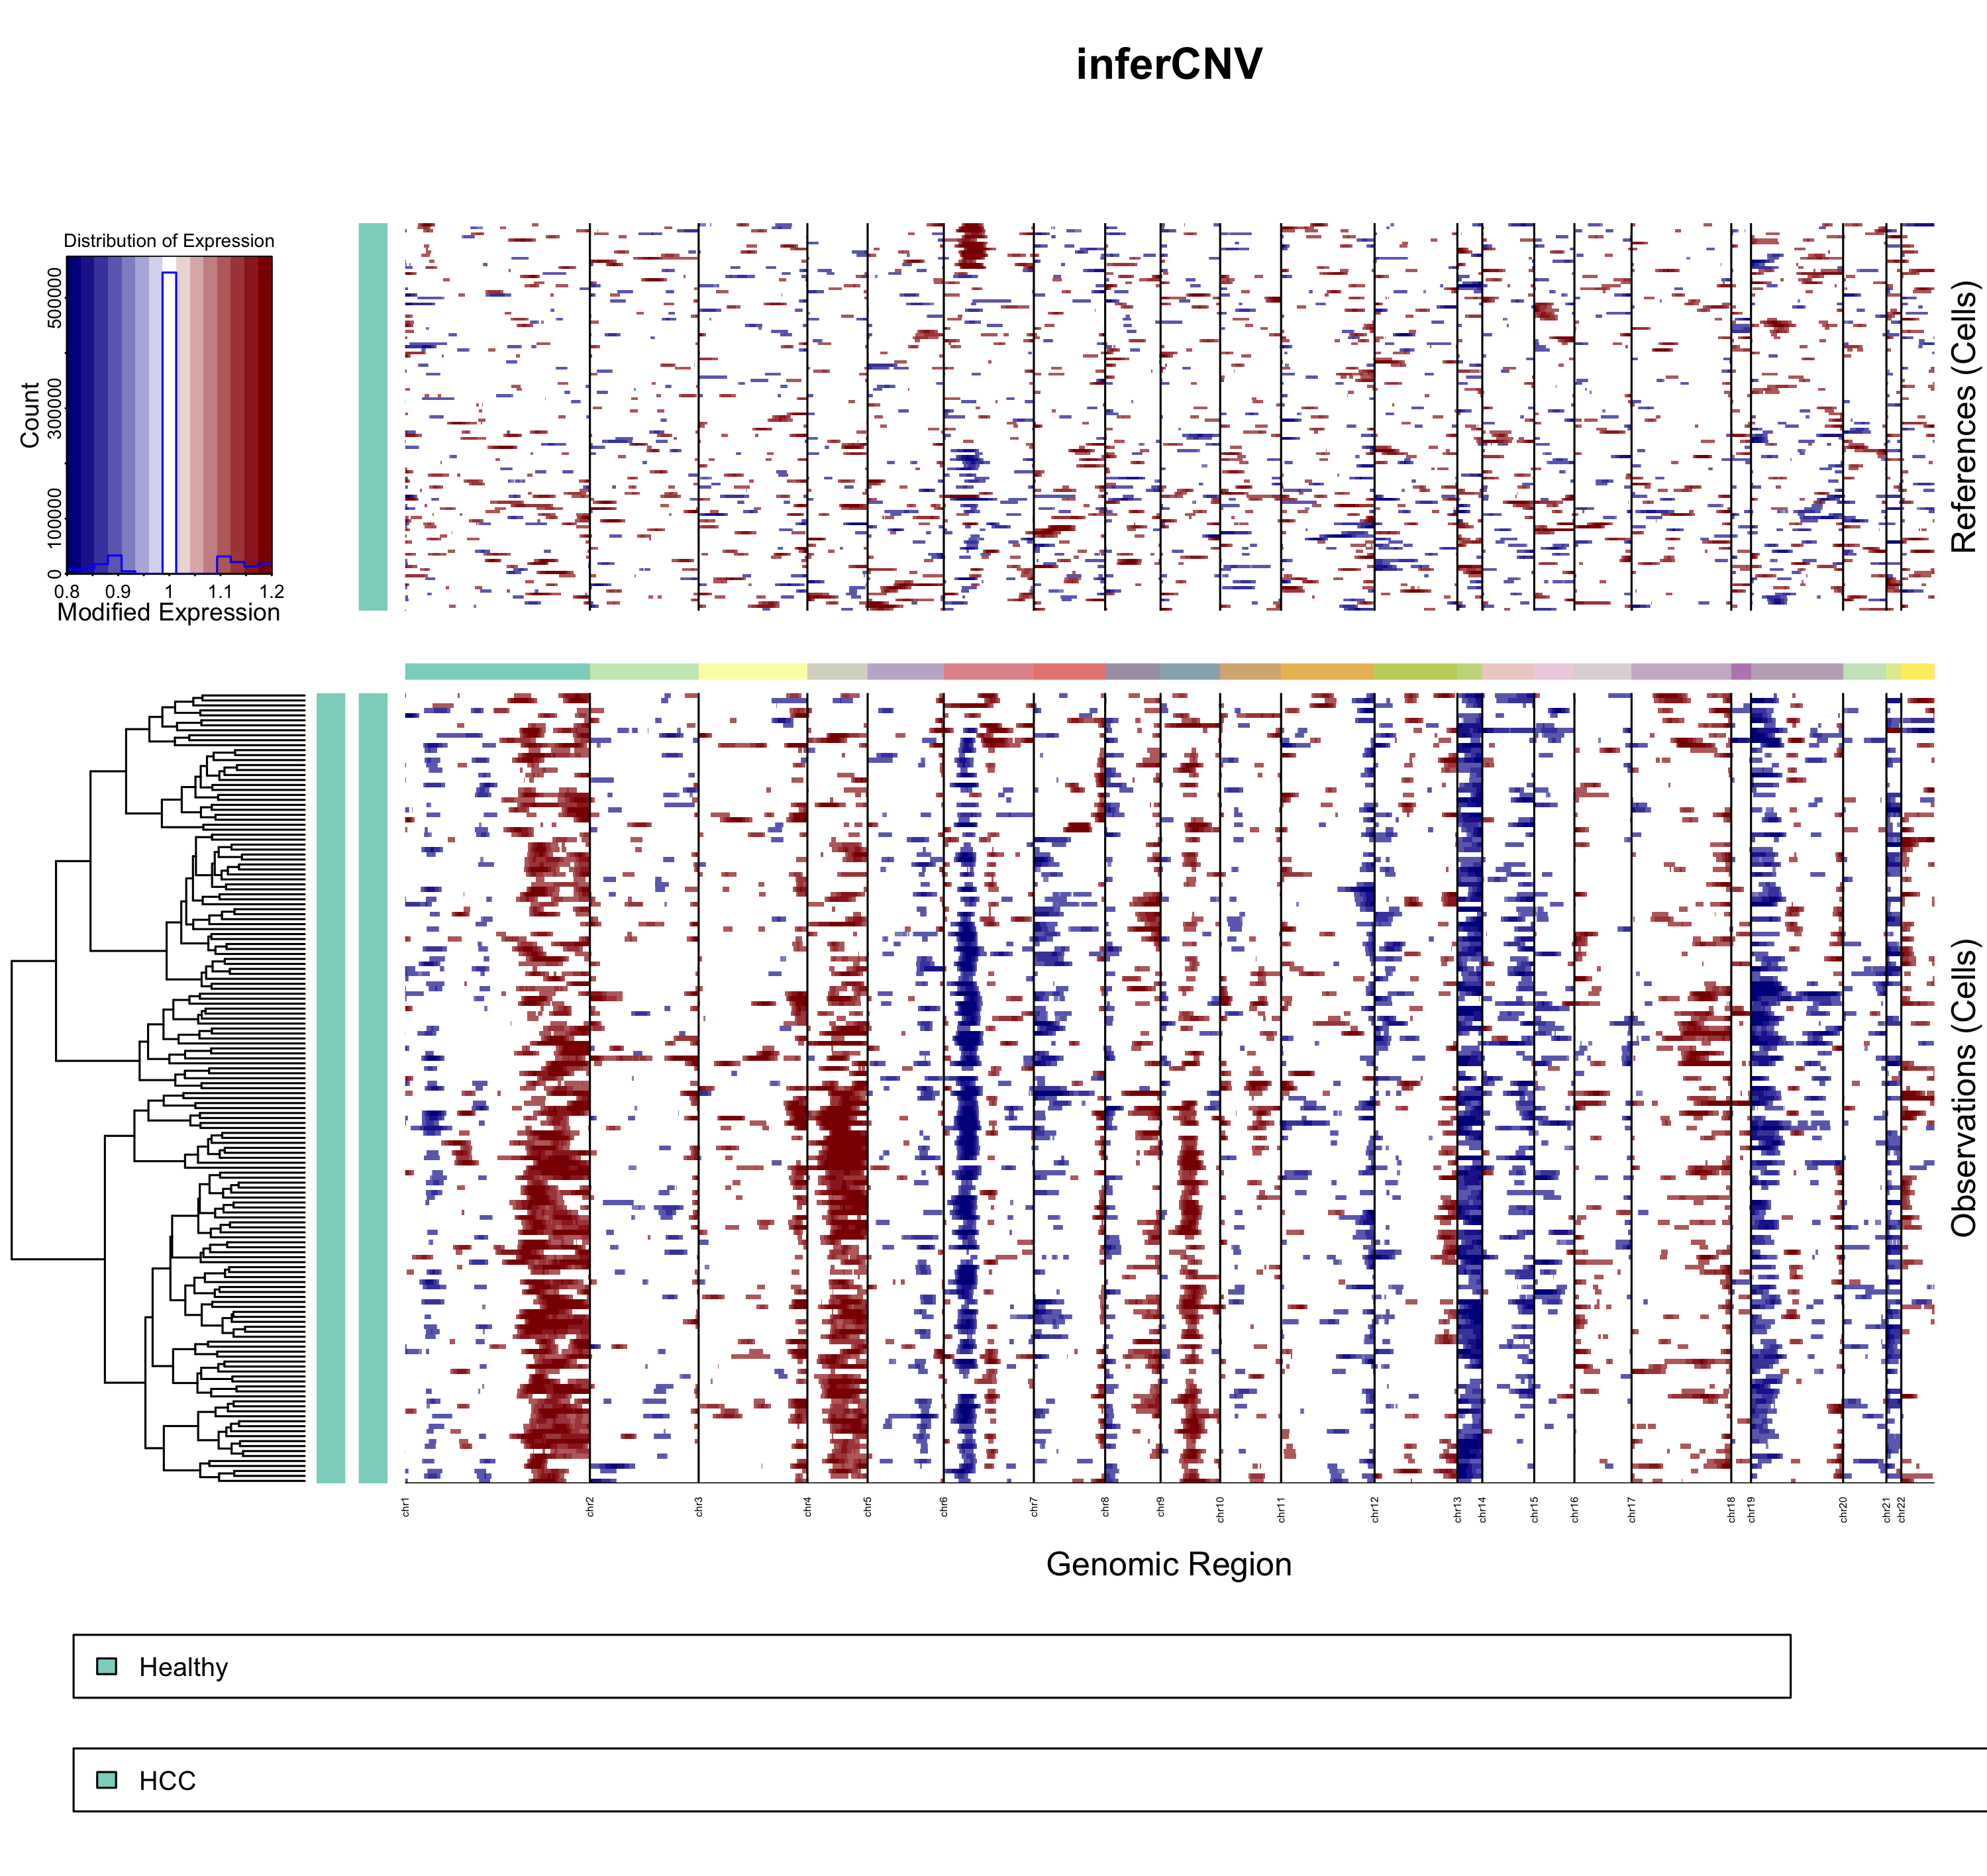 inferCNV
Distribution of Expression
Count
0
100000
300000
500000
0.8 0.9 1 1.1 1.2
Modified Expression
References (Cells)
Observations (Cells)
chr1 chr2 chr3 chr4 chr5 chr6 chr7 chr8 chr9 chr10 chr11 chr12 chr13 chr14 chr15 chr16 chr17 chr18 chr19 chr20 chr21 chr22
Genomic Region
Healthy
HCC